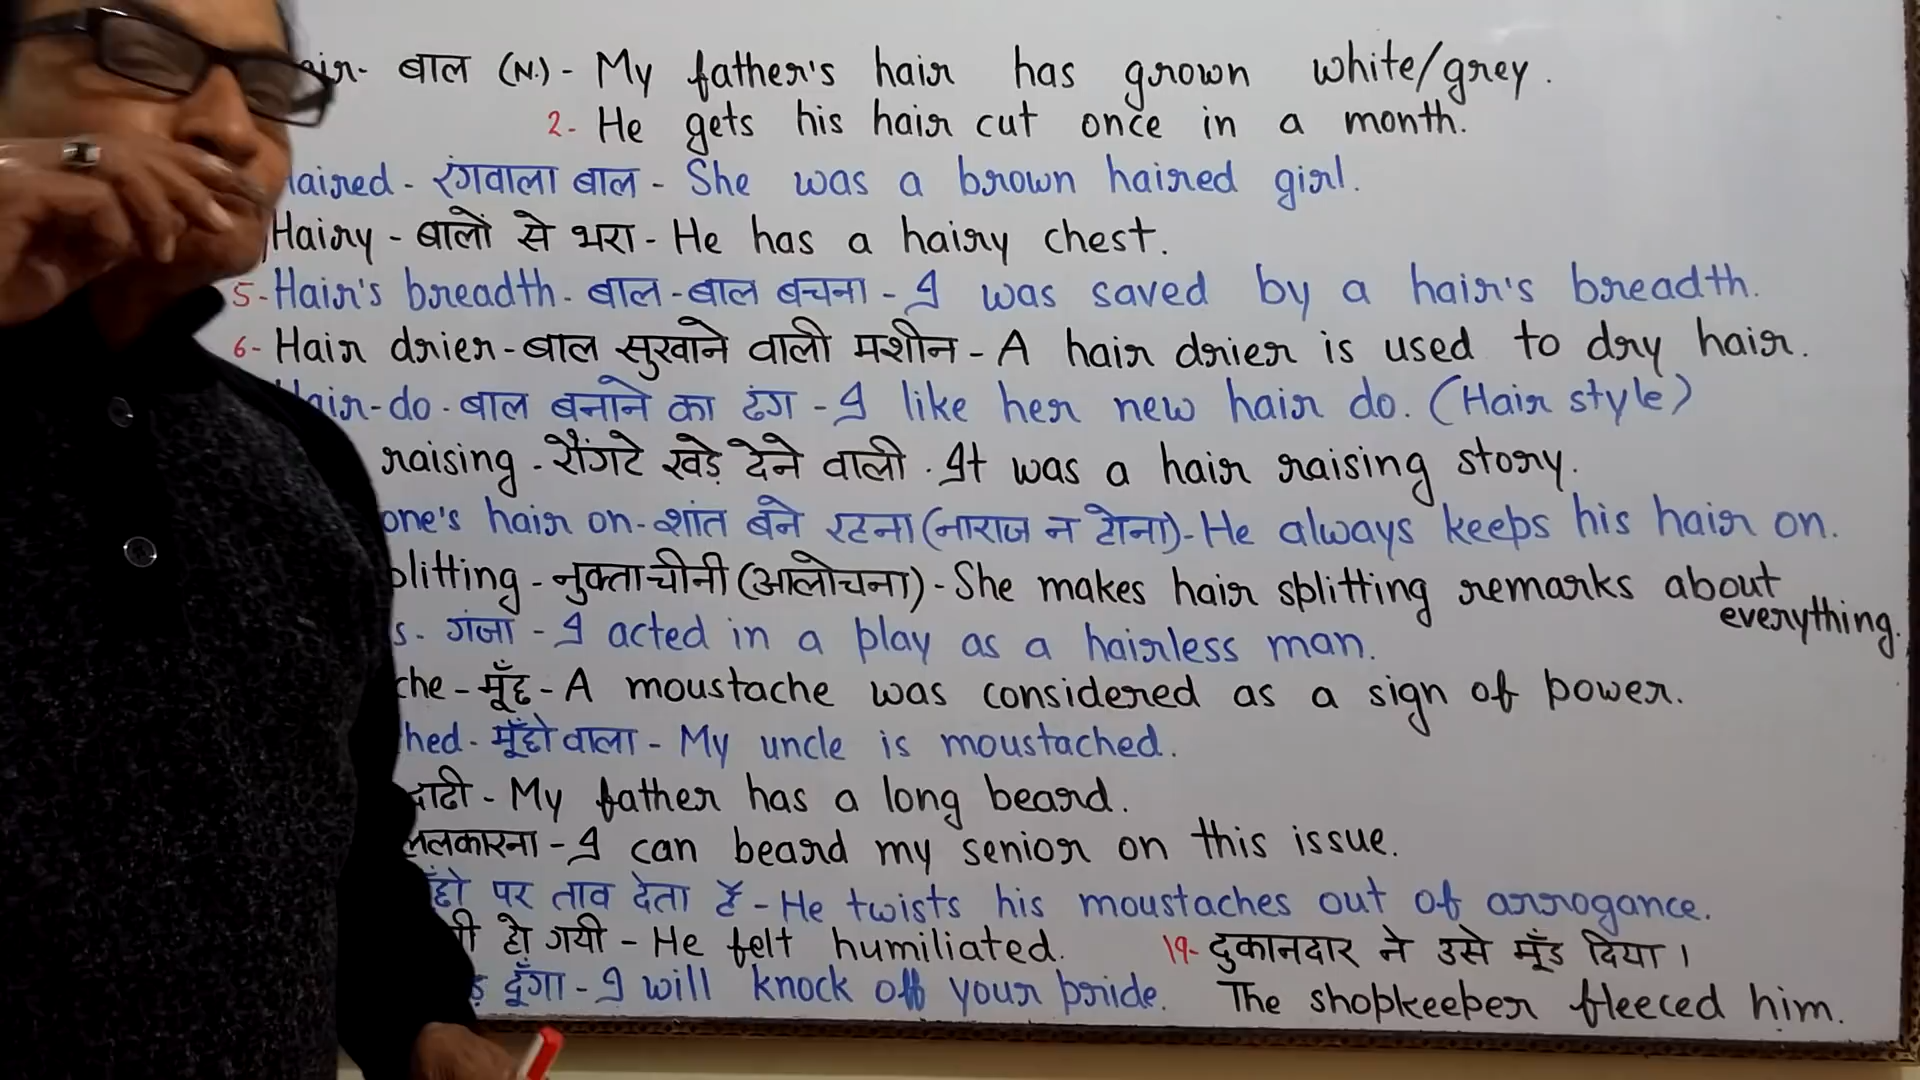 बाल (N.) - My father's hair has grown white/grey.
2- He gets his hair cut once in a month.
रंगवाला बाल - She was a brown haired girl.
Hairy - बालों से भरा - He has a hairy chest.
5- Hair's breadth - बाल-बाल बचना - I was saved by a hair's breadth.
6- Hair drier - बाल सुखाने वाली मशीन - A hair drier is used to dry hair.
do - बाल बनाने का ढंग - I like her new hair do. (Hair style)
raising - रोंगटे खड़े देने वाली - It was a hair raising story.
one's hair on - शांत बने रहना (नाराज न होना) - He always keeps his hair on.
नुक्ताचीनी (आलोचना) - She makes hair splitting remarks about
everything.
गंजा - I acted in a play as a hairless man.
मूँछ - A moustache was considered as a sign of power.
मूँछों वाला - My uncle is moustached.
दाढ़ी - My father has a long beard.
ललकारना - I can beard my senior on this issue.
पर ताव देता है - He twists his moustaches out of arrogance.
हो गयी - He felt humiliated. 19- दुकानदार ने उसे मूँड दिया।
दूँगा - I will knock off your pride. The shopkeeper fleeced him.